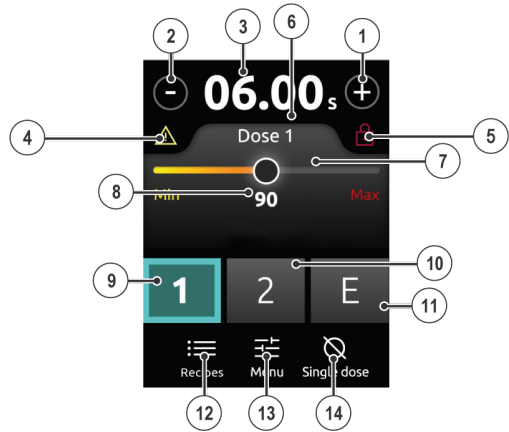 2 3 6 1
- 06.00 s +
4 Dose 1 5
7
8 Min 90 Max
10
9 1 2 E
11
Recipes Menu Single dose
12 13 14